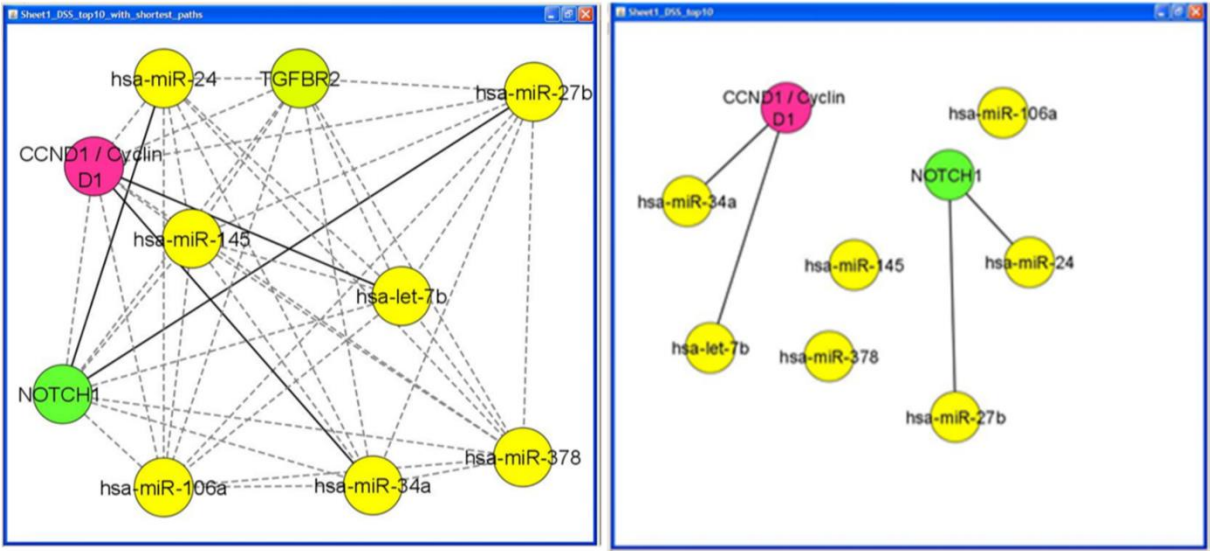 Sheet1_DSS_top10_with_shortest_paths
hsa-miR-24
TGFBR2
hsa-miR-27b
CCND1 / Cyclin
D1
hsa-miR-145
hsa-let-7b
NOTCH1
hsa-miR-378
hsa-miR-106a
hsa-miR-34a
Sheet1_DSS_top10
CCND1 / Cyclin
D1
hsa-miR-106a
NOTCH1
hsa-miR-34a
hsa-miR-145
hsa-miR-24
hsa-let-7b
hsa-miR-378
hsa-miR-27b